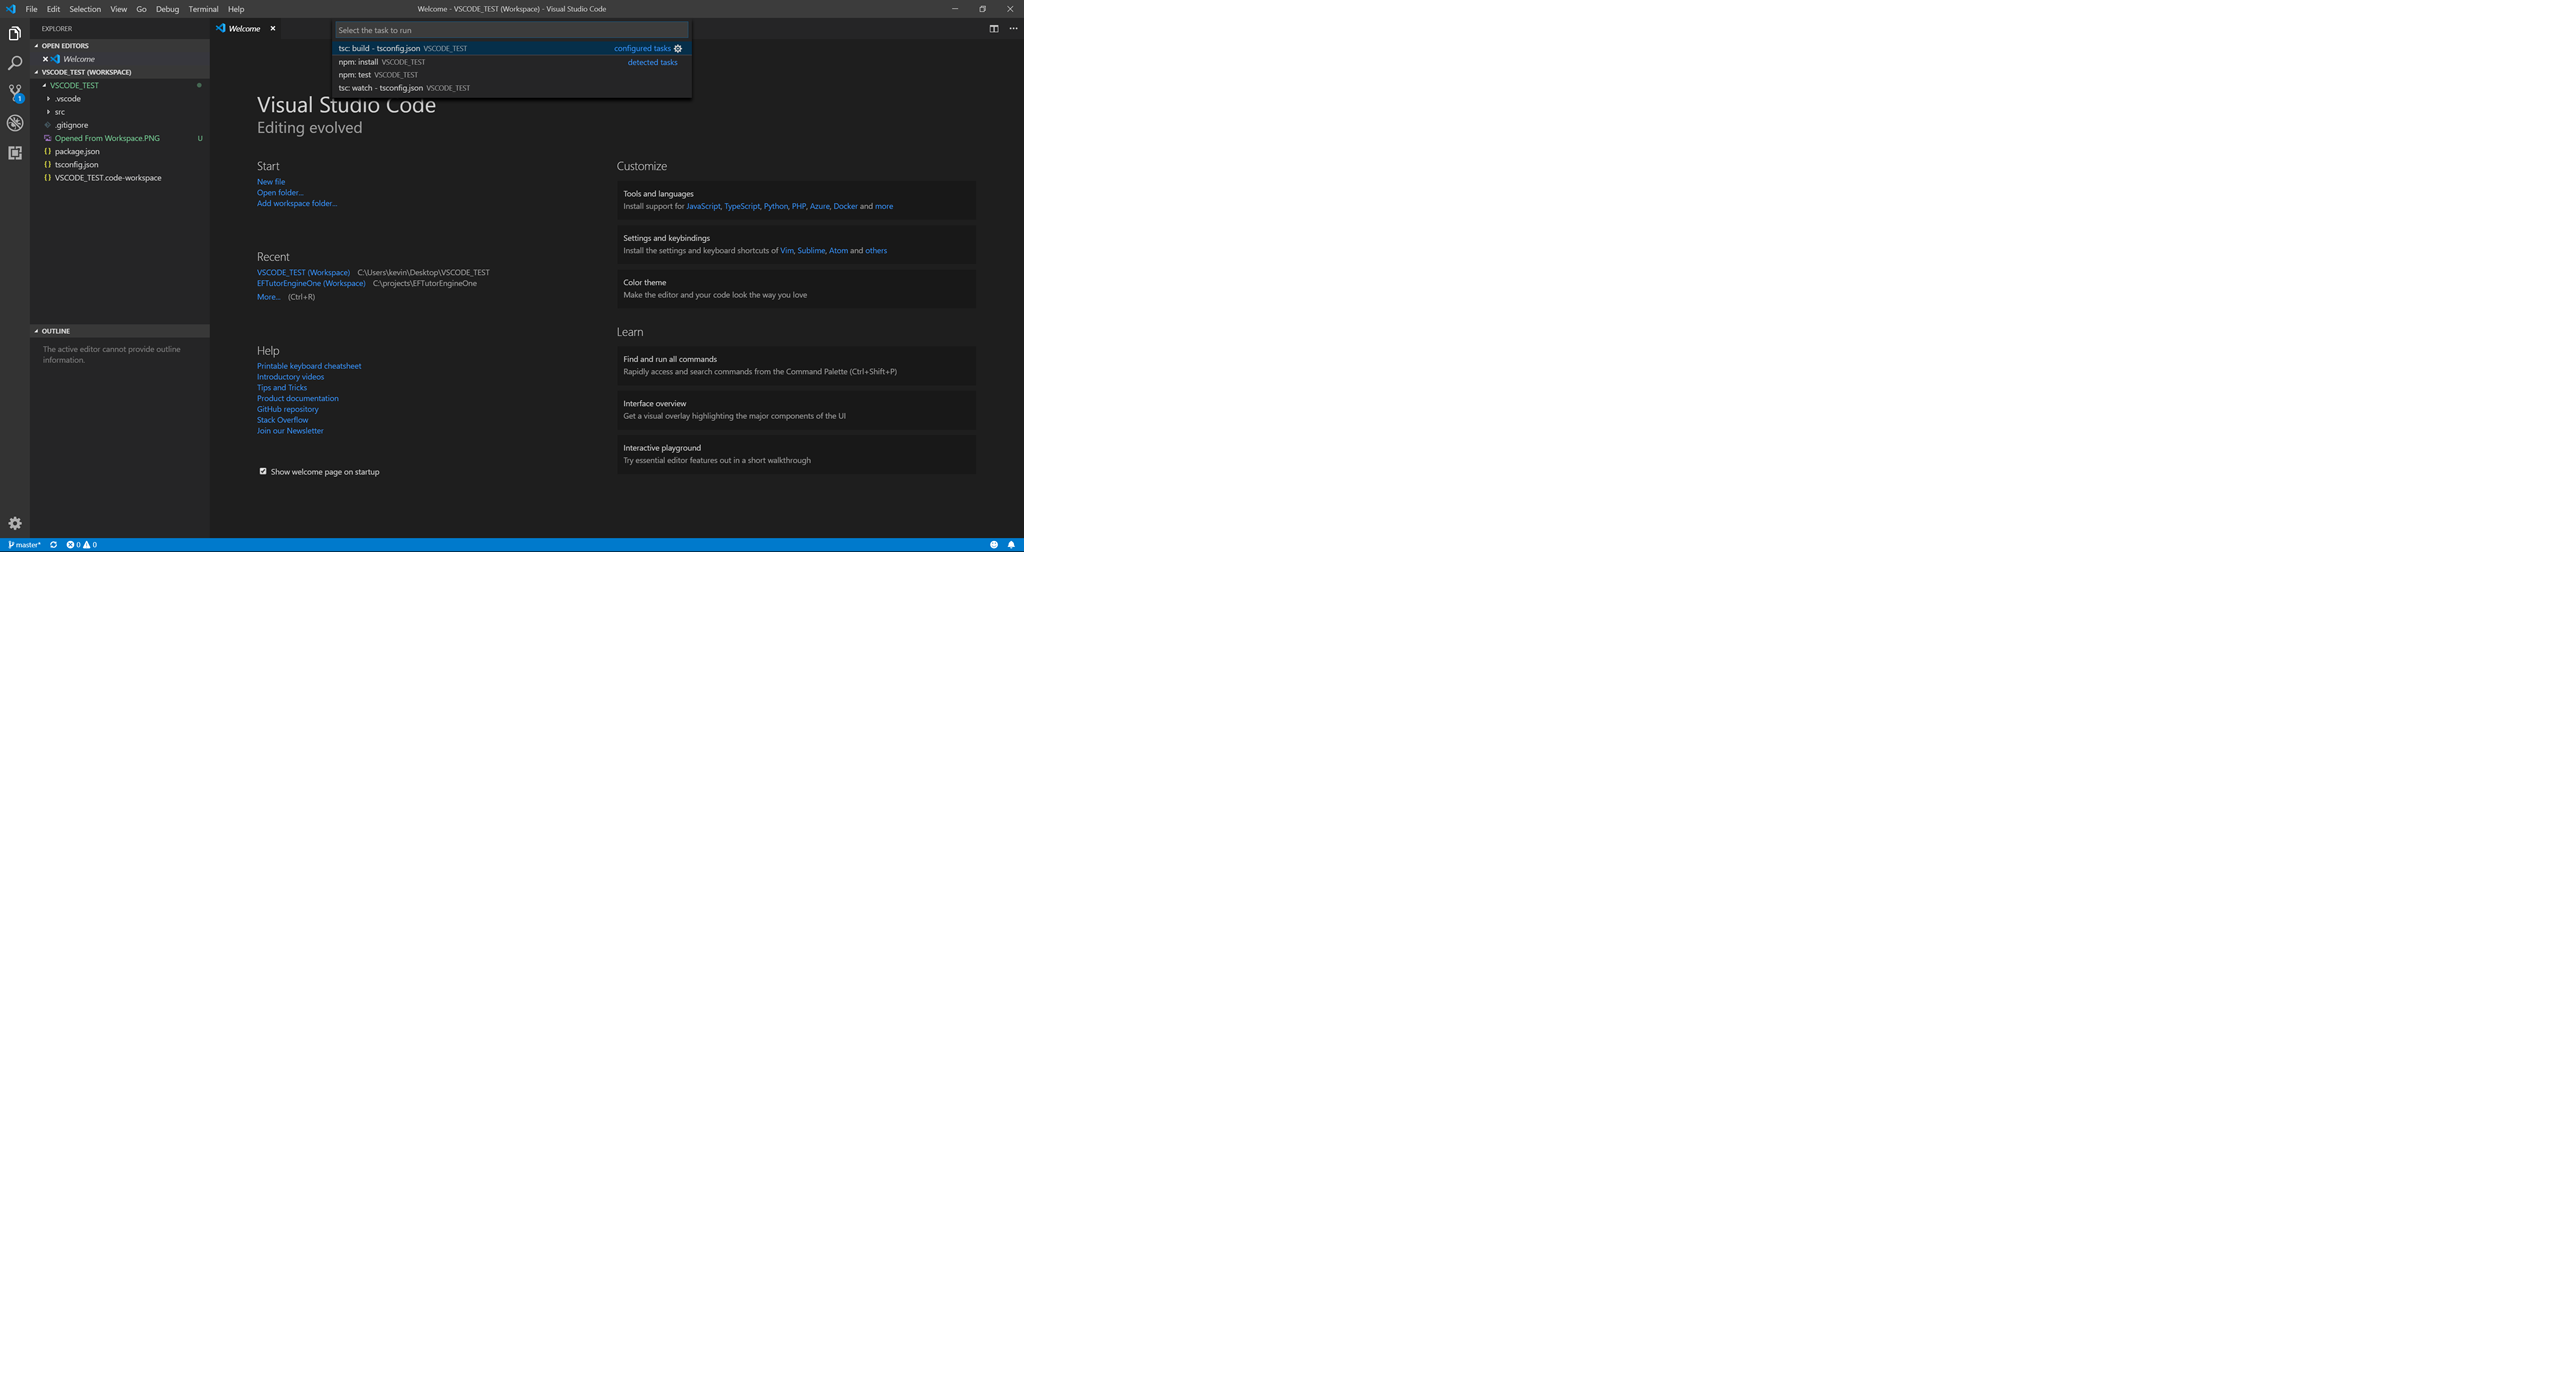 File Edit Selection View Go Debug Terminal Help
Welcome - VSCODE_TEST (Workspace) - Visual Studio Code
EXPLORER
OPEN EDITORS
Welcome
VSCODE_TEST (WORKSPACE)
VSCODE_TEST
.vscode
src
.gitignore
Opened From Workspace.PNG U
package.json
tsconfig.json
VSCODE_TEST.code-workspace
OUTLINE
The active editor cannot provide outline
information.
1
Welcome
Select the task to run
tsc: build - tsconfig.json VSCODE_TEST configured tasks
npm: install VSCODE_TEST detected tasks
npm: test VSCODE_TEST
tsc: watch - tsconfig.json VSCODE_TEST
Visual Studio Code
Editing evolved
Start
New file
Open folder...
Add workspace folder...
Recent
VSCODE_TEST (Workspace) C:\Users\kevin\Desktop\VSCODE_TEST
EFTutorEngineOne (Workspace) C:\projects\EFTutorEngineOne
More... (Ctrl+R)
Help
Printable keyboard cheatsheet
Introductory videos
Tips and Tricks
Product documentation
GitHub repository
Stack Overflow
Join our Newsletter
Show welcome page on startup
Customize
Tools and languages
Install support for JavaScript, TypeScript, Python, PHP, Azure, Docker and more
Settings and keybindings
Install the settings and keyboard shortcuts of Vim, Sublime, Atom and others
Color theme
Make the editor and your code look the way you love
Learn
Find and run all commands
Rapidly access and search commands from the Command Palette (Ctrl+Shift+P)
Interface overview
Get a visual overlay highlighting the major components of the UI
Interactive playground
Try essential editor features out in a short walkthrough
master* 0 0